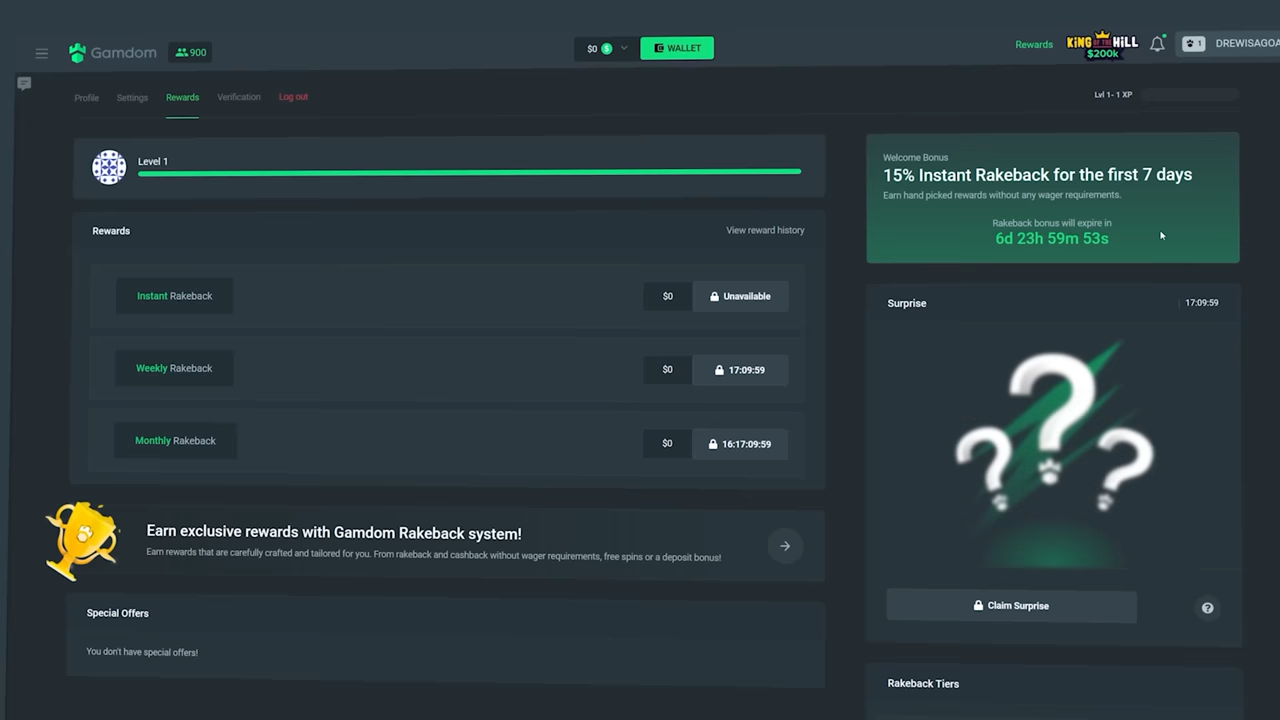 Gamdom
900
$0
WALLET
Rewards
KING OF THE HILL
$200k
1
DREWISAGOA
Profile
Settings
Rewards
Verification
Log out
Lvl 1 - 1 XP
Level 1
Rewards
View reward history
Instant Rakeback
$0
Unavailable
Weekly Rakeback
$0
17:09:59
Monthly Rakeback
$0
16:17:09:59
Earn exclusive rewards with Gamdom Rakeback system!
Earn rewards that are carefully crafted and tailored for you. From rakeback and cashback without wager requirements, free spins or a deposit bonus!
Special Offers
You don't have special offers!
Welcome Bonus
15% Instant Rakeback for the first 7 days
Earn hand picked rewards without any wager requirements.
Rakeback bonus will expire in
6d 23h 59m 53s
Surprise
17:09:59
???
Claim Surprise
?
Rakeback Tiers